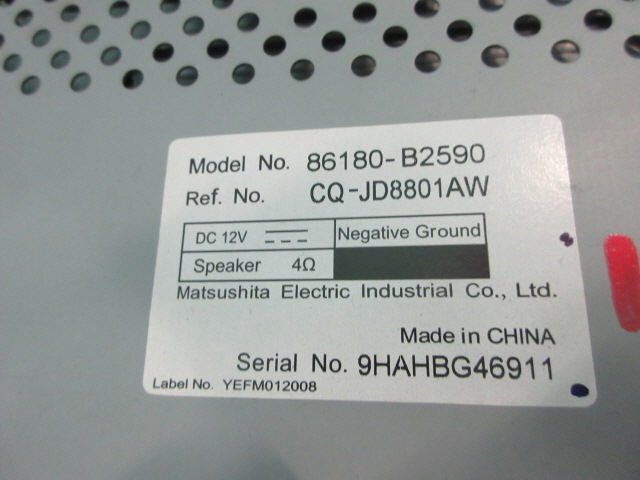 Model No. 86180-B2590
Ref. No. CQ-JD8801AW
DC 12V Negative Ground
Speaker 4Ω
Matsushita Electric Industrial Co., Ltd.
Made in CHINA
Serial No. 9HAHBG46911
Label No. YEFM012008